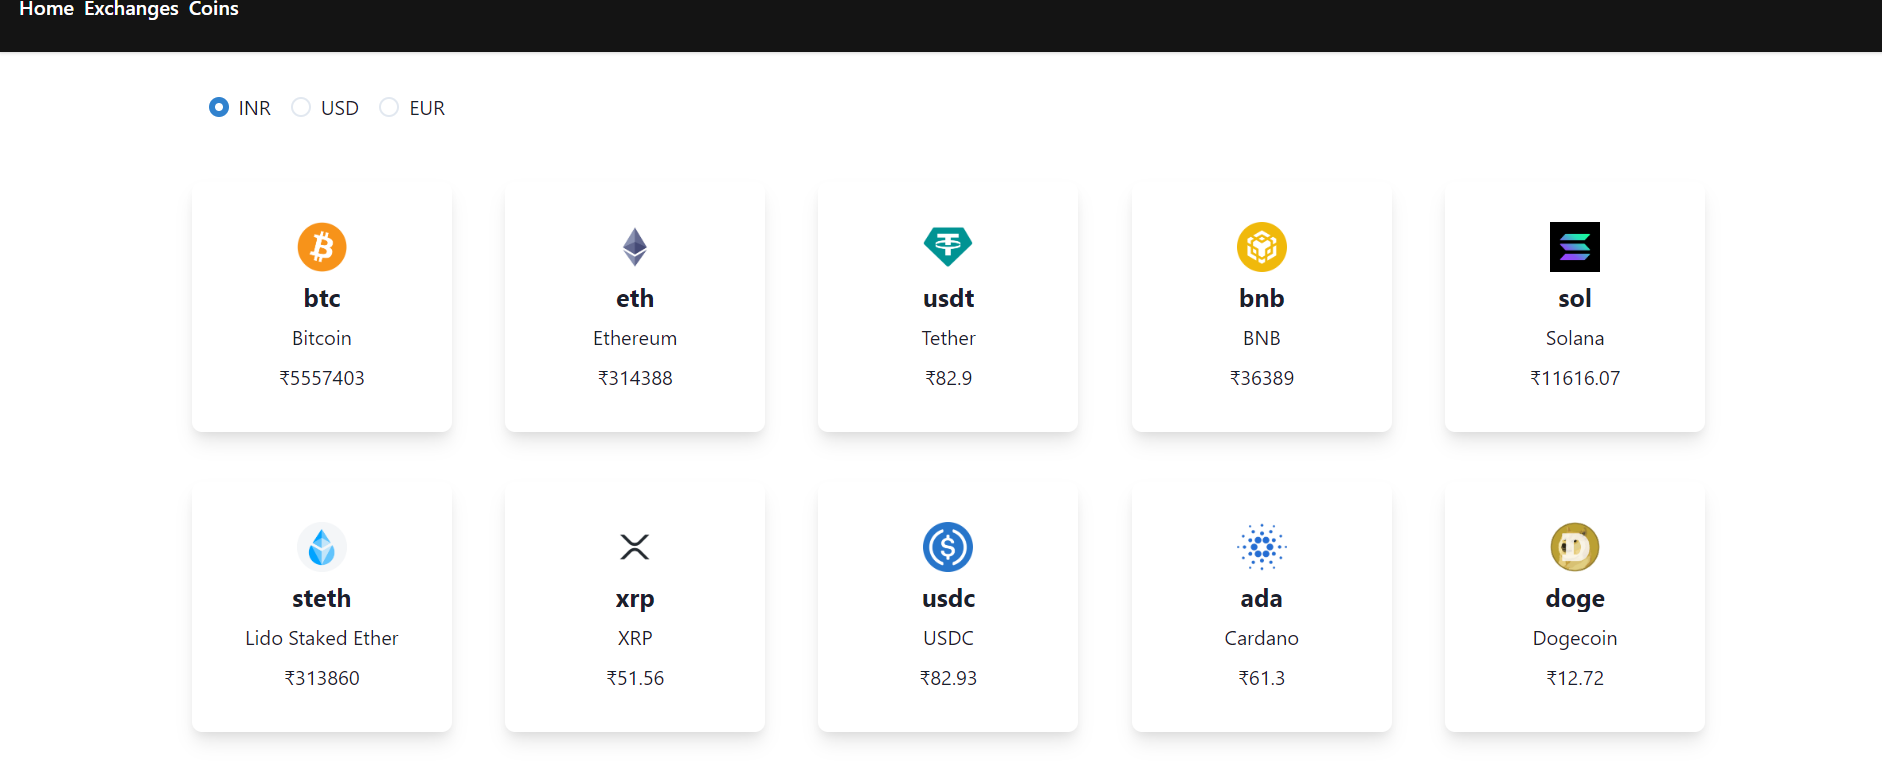 Home Exchanges Coins
INR USD EUR
btc
Bitcoin
₹5557403
eth
Ethereum
₹314388
usdt
Tether
₹82.9
bnb
BNB
₹36389
sol
Solana
₹11616.07
steth
Lido Staked Ether
₹313860
xrp
XRP
₹51.56
usdc
USDC
₹82.93
ada
Cardano
₹61.3
doge
Dogecoin
₹12.72